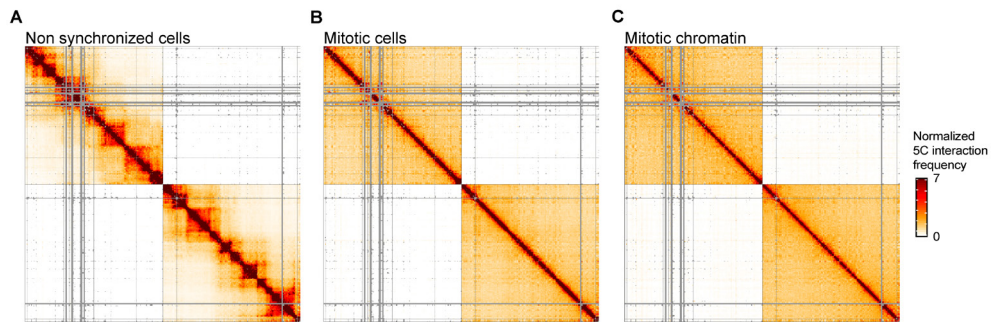 A
Non synchronized cells
B
Mitotic cells
C
Mitotic chromatin
Normalized
5C interaction
frequency
7
0